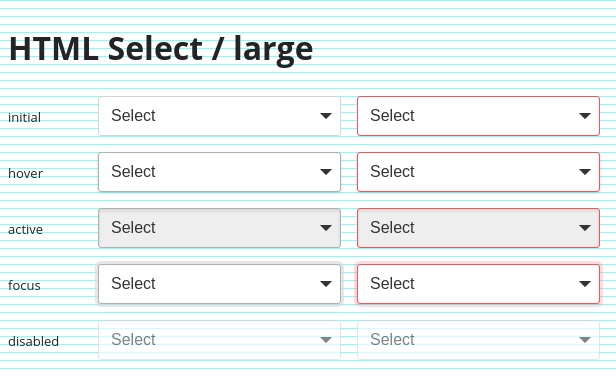 HTML Select / large
initial Select Select
hover Select Select
active Select Select
focus Select Select
disabled Select Select